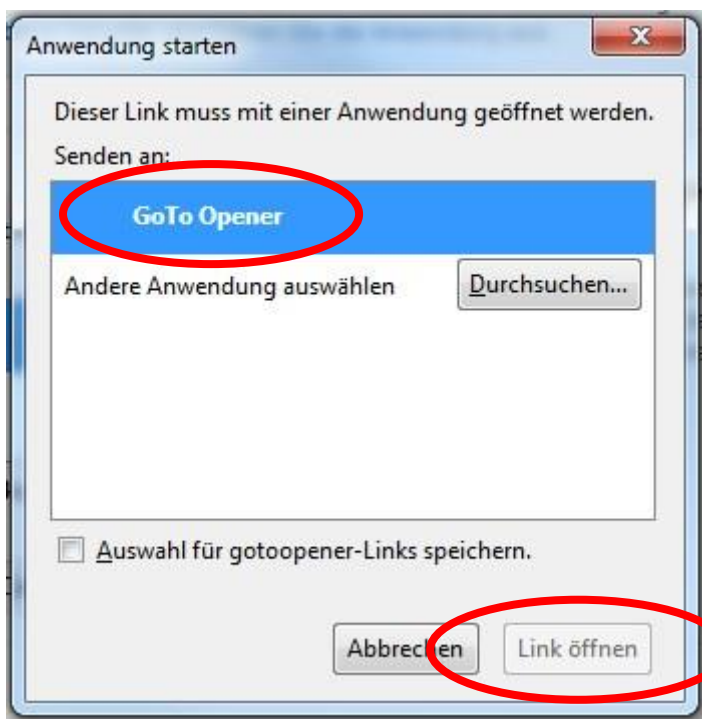 Anwendung starten
Dieser Link muss mit einer Anwendung geöffnet werden.
Senden an:
GoTo Opener
Andere Anwendung auswählen Durchsuchen...
Auswahl für gotoopener-Links speichern.
Abbrechen Link öffnen